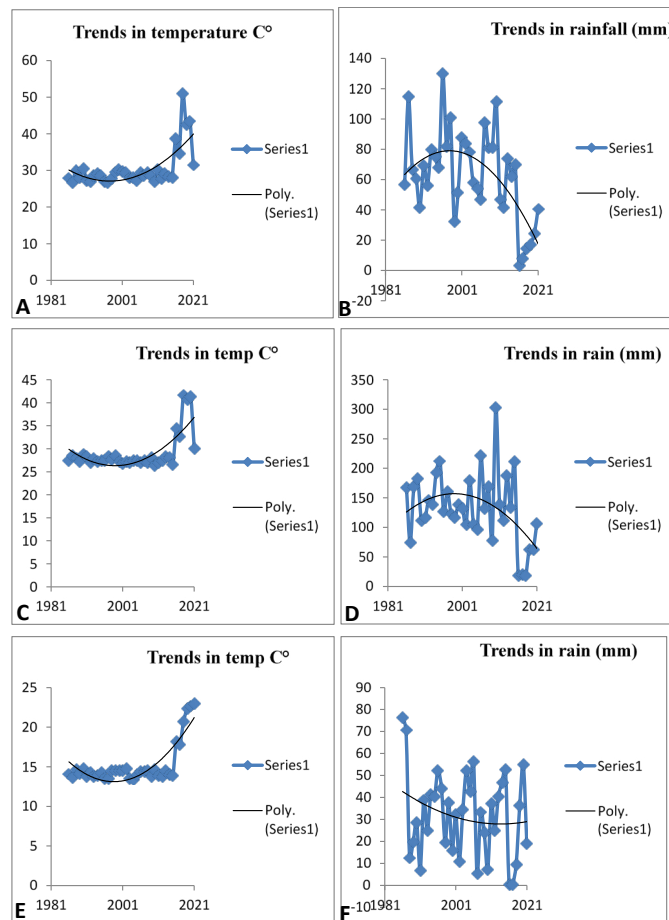 Trends in temperature C°
60
50
40
30
20
10
0
1981
2001
2021
Series1
Poly.
(Series1)
A
Trends in rainfall (mm)
140
120
100
80
60
40
20
0
-20
1981
2001
2021
Series1
Poly.
(Series1)
B
Trends in temp C°
45
40
35
30
25
20
15
10
5
0
1981
2001
2021
Series1
Poly.
(Series1)
C
Trends in rain (mm)
350
300
250
200
150
100
50
0
1981
2001
2021
Series1
Poly.
(Series1)
D
Trends in temp C°
25
20
15
10
5
0
1981
2001
2021
Series1
Poly.
(Series1)
E
Trends in rain (mm)
90
80
70
60
50
40
30
20
10
0
-10
1981
2001
2021
Series1
Poly.
(Series1)
F